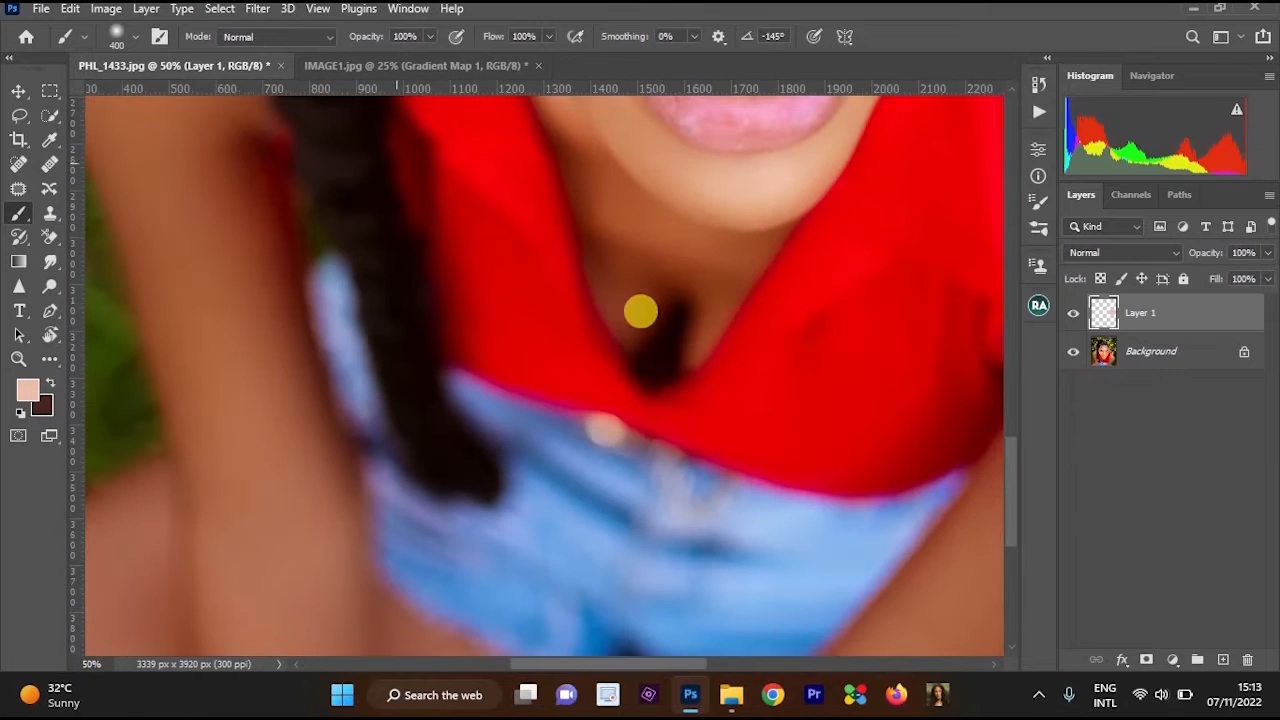 Ps File Edit Image Layer Type Select Filter 3D View Plugins Window Help
400 Mode: Normal Opacity: 100% Flow: 100% Smoothing: 0% -145°
PHL_1433.jpg @ 50% (Layer 1, RGB/8) * × IMAGE1.jpg @ 25% (Gradient Map 1, RGB/8) * ×
500 600 700 800 900 1000 1100 1200 1300 1400 1500 1600 1700 1800 1900 2000 2100 2200
Histogram Navigator
Layers Channels Paths
Kind
Normal Opacity: 100%
Lock: Fill: 100%
RA
Layer 1
Background
50% 3339 px x 3920 px (300 ppi)
32°C
Sunny
Search the web
Ps
Pr
ENG
INTL
15:13
07/11/2022